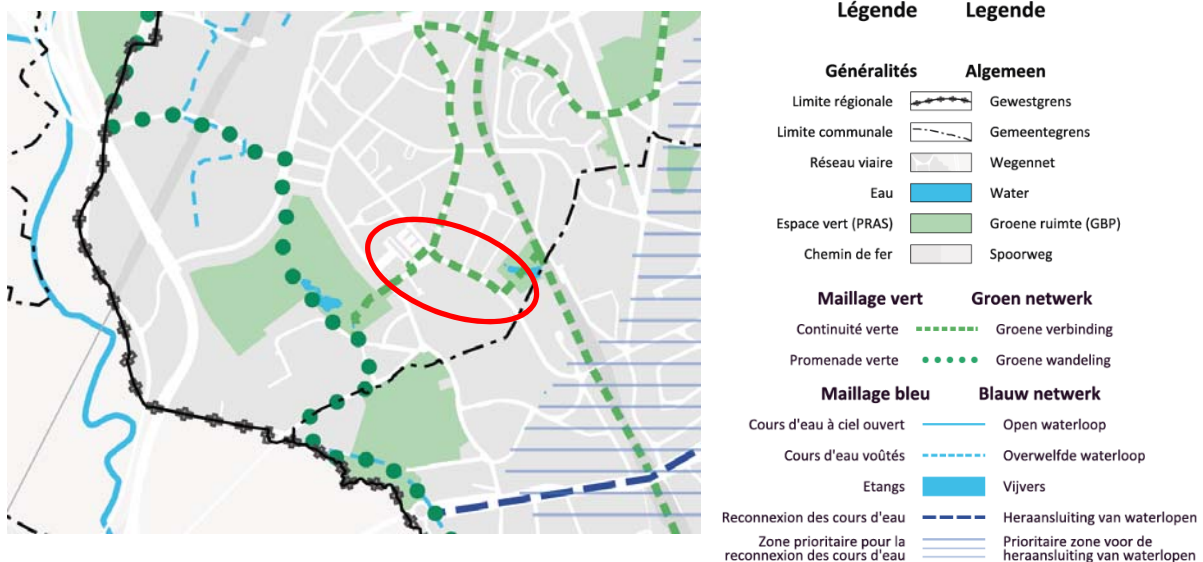 Légende Legende
Généralités Algemeen
Limite régionale Gewestgrens
Limite communale Gemeentegrens
Réseau viaire Wegennet
Eau Water
Espace vert (PRAS) Groene ruimte (GBP)
Chemin de fer Spoorweg
Maillage vert Groen netwerk
Continuité verte Groene verbinding
Promenade verte Groene wandeling
Maillage bleu Blauw netwerk
Cours d'eau à ciel ouvert Open waterloop
Cours d'eau voûtés Overwelfde waterloop
Etangs Vijvers
Reconnexion des cours d'eau Heraansluiting van waterlopen
Zone prioritaire pour la Prioritaire zone voor de
reconnexion des cours d'eau heraansluiting van waterlopen